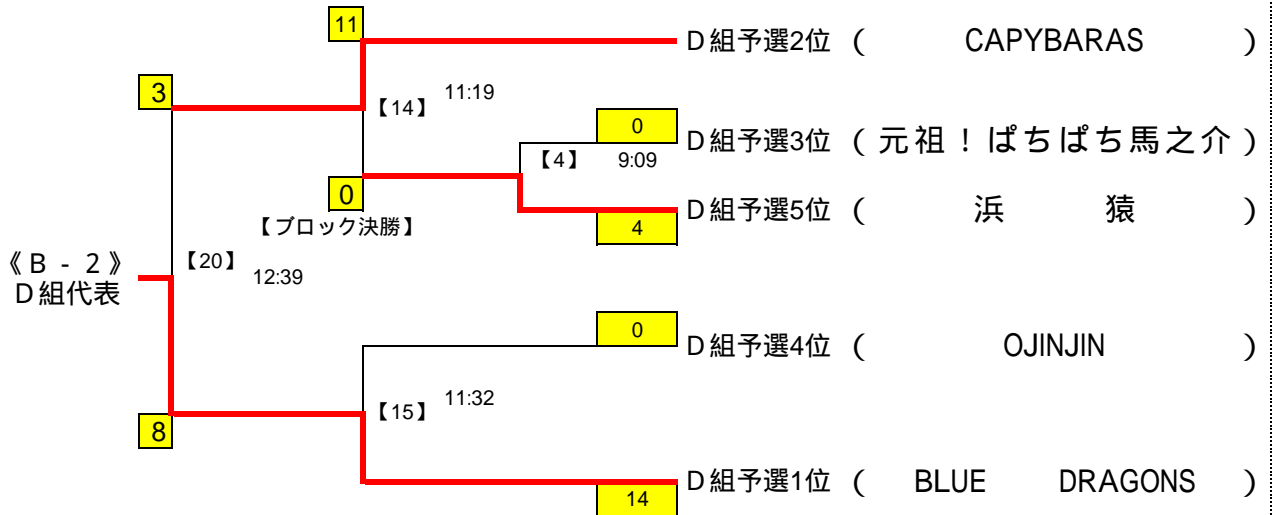 11
D組予選2位 ( CAPYBARAS )
3
【14】 11:19
0
D組予選3位 (元祖！ぱちぱち馬之介)
【4】 9:09
0
D組予選5位 ( 浜 猿 )
4
【ブロック決勝】
《B - 2》
D組代表
【20】
12:39
0
D組予選4位 ( OJINJIN )
【15】 11:32
8
D組予選1位 ( BLUE DRAGONS )
14